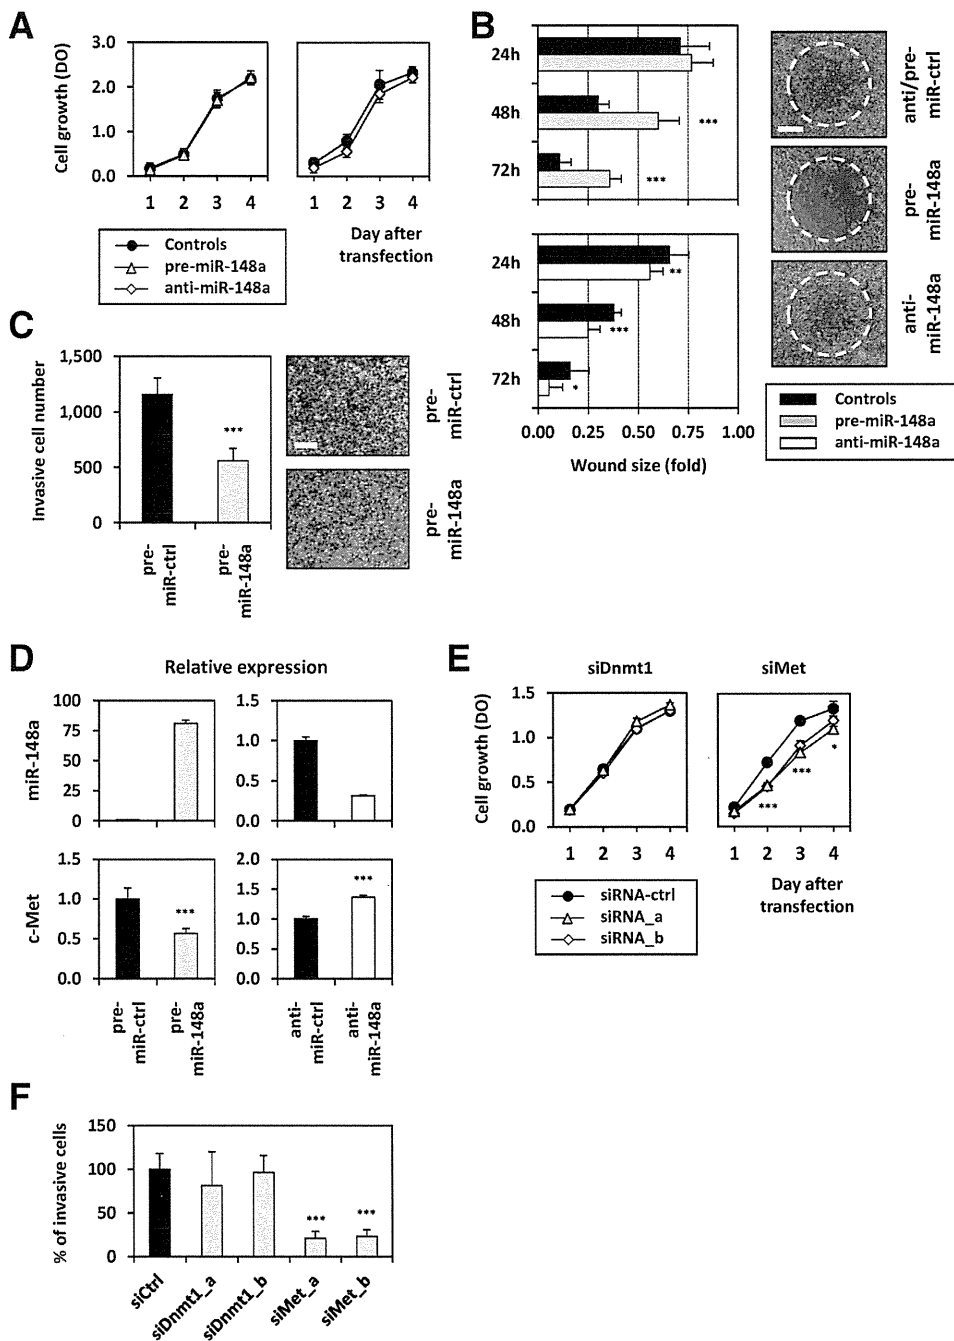 A
Cell growth (DO)
3.0
2.0
1.0
0.0
1 2 3 4
1 2 3 4
Day after
transfection
Controls
pre-miR-148a
anti-miR-148a
B
24h
48h
***
72h
***
24h
**
48h
***
72h
*
0.00 0.25 0.50 0.75 1.00
Wound size (fold)
anti/pre-
miR-ctrl
pre-
miR-148a
anti-
miR-148a
Controls
pre-miR-148a
anti-miR-148a
C
Invasive cell number
1,500
1,000
500
0
***
pre-
miR-ctrl
pre-
miR-148a
pre-
miR-ctrl
pre-
miR-148a
D
Relative expression
miR-148a
100
75
50
25
0
1.5
1.0
0.5
0.0
c-Met
1.5
1.0
0.5
0.0
***
2.0
1.5
1.0
0.5
0.0
***
pre-
miR-ctrl
pre-
miR-148a
anti-
miR-ctrl
anti-
miR-148a
E
siDnmt1
siMet
Cell growth (DO)
1.5
1.0
0.5
0.0
***
***
*
1 2 3 4
1 2 3 4
Day after
transfection
siRNA-ctrl
siRNA_a
siRNA_b
F
% of invasive cells
150
100
50
0
***
***
siCtrl
siDnmt1_a
siDnmt1_b
siMet_a
siMet_b